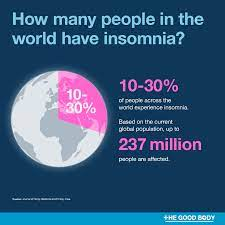 How many people in the
world have insomnia?
10-
30%
10-30%
of people across the
world experience insomnia.
Based on the current
global population, up to
237 million
people are affected.
THE GOOD BODY